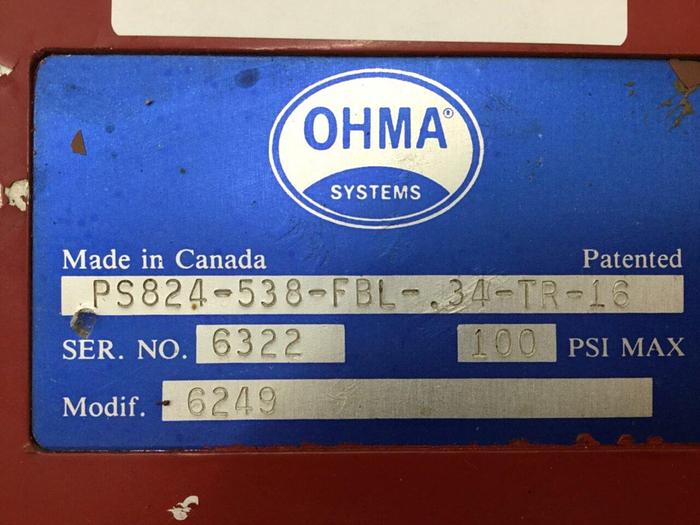 OHMA®
SYSTEMS
Made in Canada Patented
PS824-538-FBL-.34-TR-16
SER. NO. 6322 100 PSI MAX
Modif. 6249